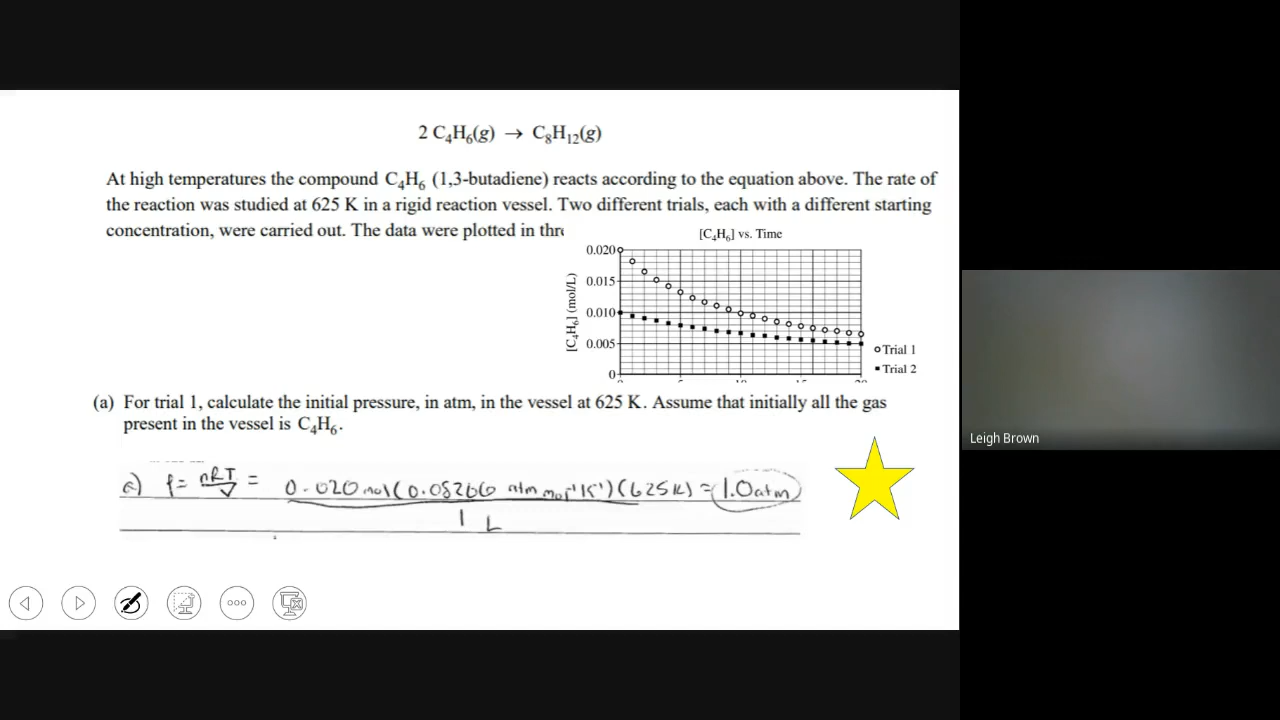 2 C₄H₆(g) → C₈H₁₂(g)
At high temperatures the compound C₄H₆ (1,3-butadiene) reacts according to the equation above. The rate of
the reaction was studied at 625 K in a rigid reaction vessel. Two different trials, each with a different starting
concentration, were carried out. The data were plotted in thre
[C₄H₆] vs. Time
[C₄H₆] (mol/L)
0.020
0.015
0.010
0.005
0
Trial 1
Trial 2
(a) For trial 1, calculate the initial pressure, in atm, in the vessel at 625 K. Assume that initially all the gas
present in the vessel is C₄H₆.
a) P = nRT/V = 0.020 mol(0.08206 atm mol⁻¹K⁻¹)(625K) = 1.0atm
1 L
Leigh Brown